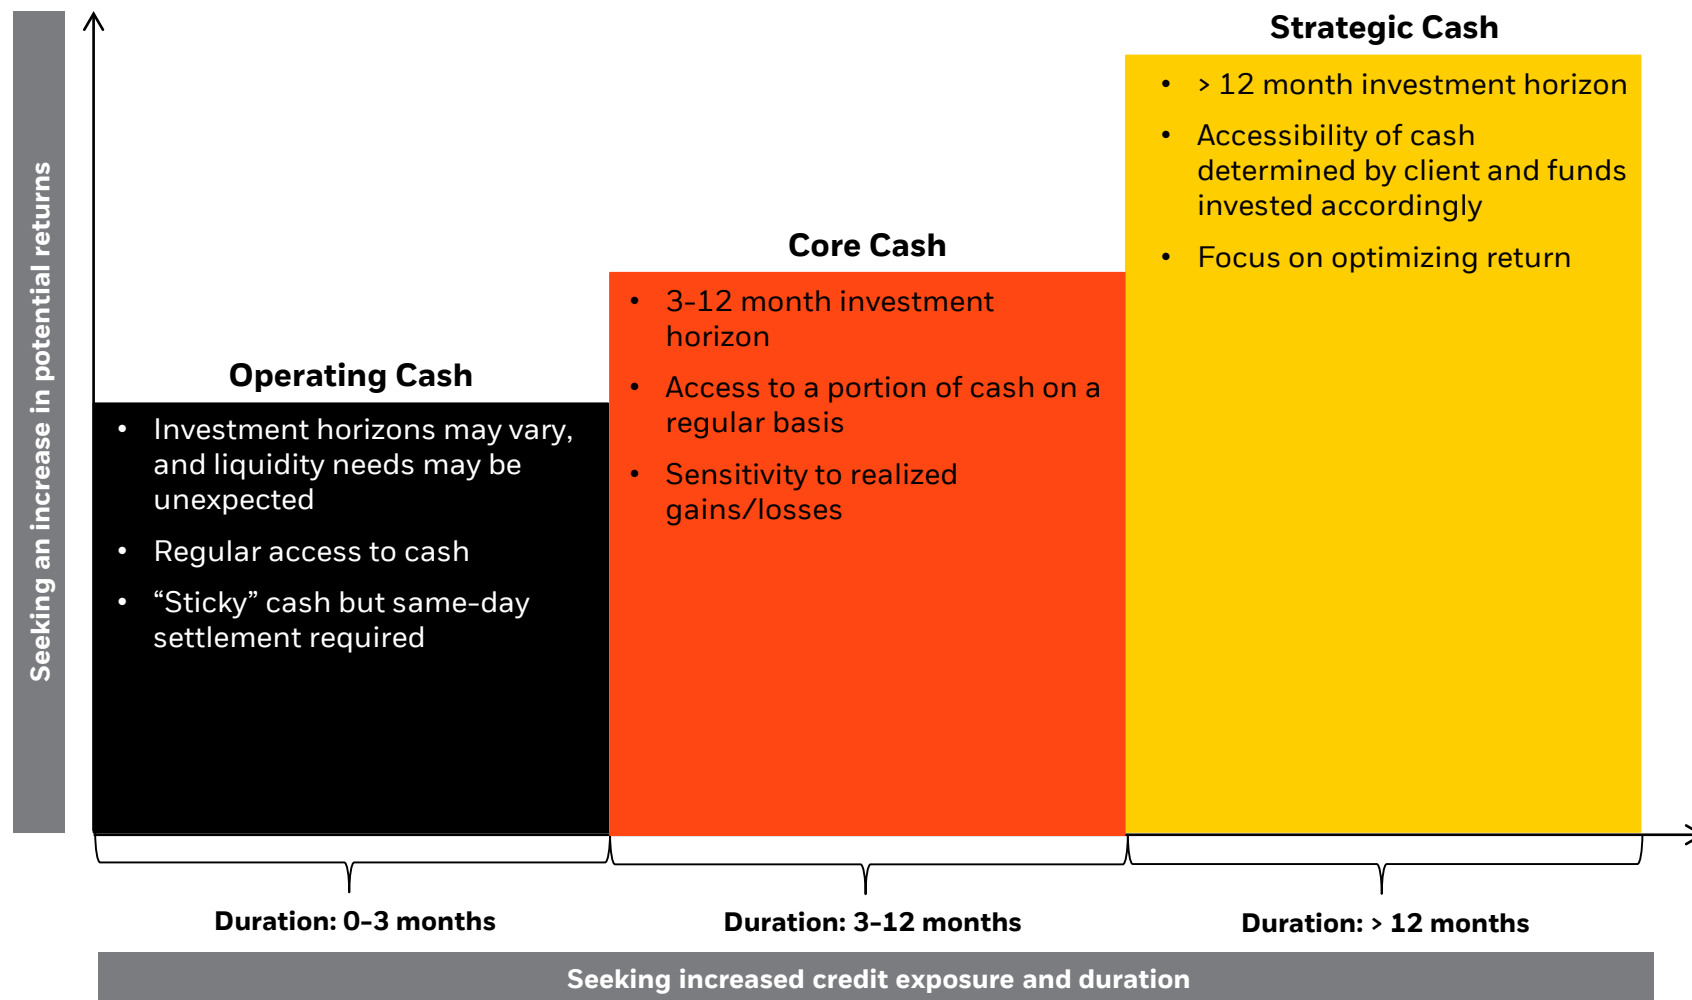 Seeking an increase in potential returns
Operating Cash
• Investment horizons may vary,
and liquidity needs may be
unexpected
• Regular access to cash
• “Sticky” cash but same-day
settlement required
Core Cash
• 3-12 month investment
horizon
• Access to a portion of cash on a
regular basis
• Sensitivity to realized
gains/losses
Strategic Cash
• > 12 month investment horizon
• Accessibility of cash
determined by client and funds
invested accordingly
• Focus on optimizing return
Duration: 0-3 months
Duration: 3-12 months
Duration: > 12 months
Seeking increased credit exposure and duration